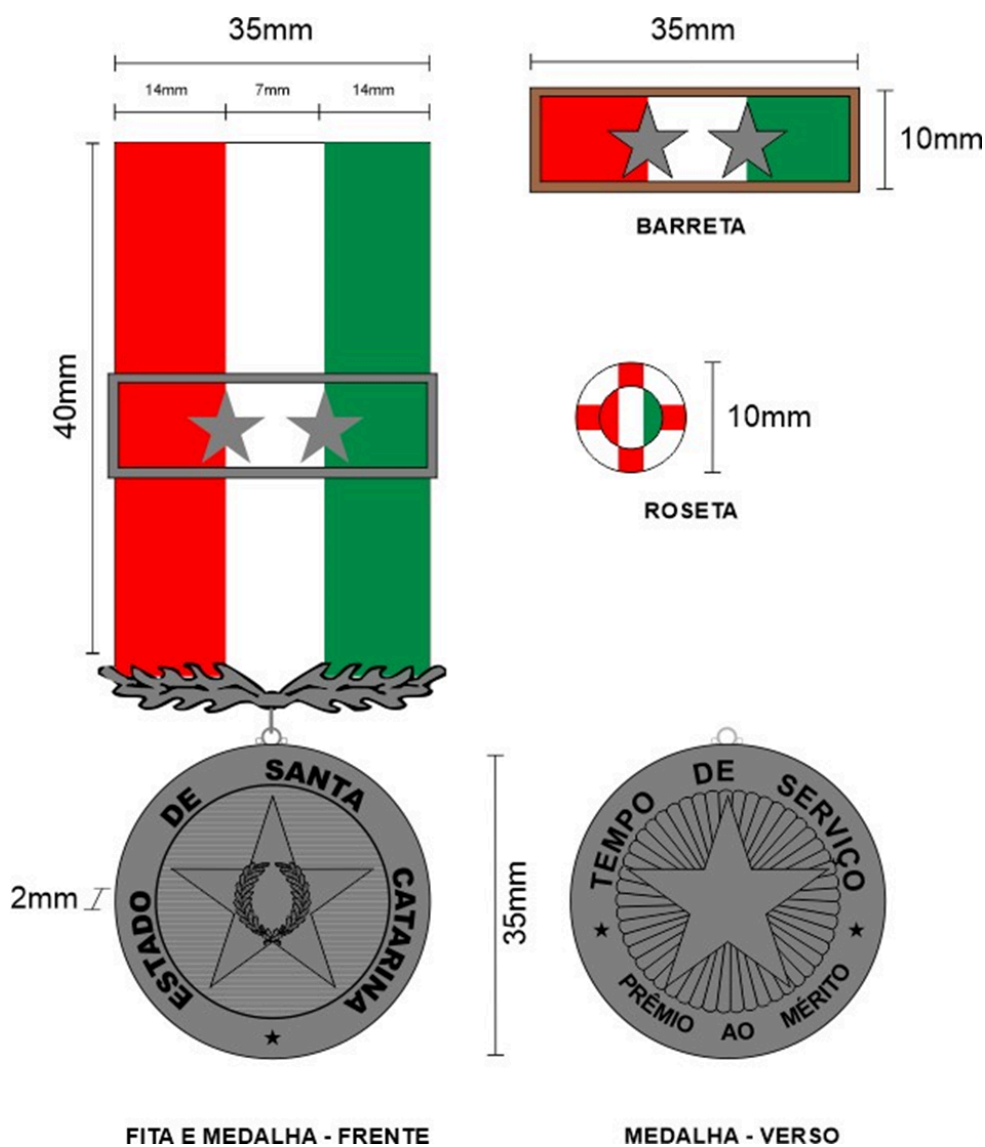 35mm
14mm
7mm
14mm
40mm
35mm
10mm
BARRETA
10mm
ROSETA
ESTADO DE SANTA CATARINA
2mm
35mm
TEMPO DE SERVIÇO
PRÊMIO AO MÉRITO
FITA E MEDALHA - FRENTE
MEDALHA - VERSO